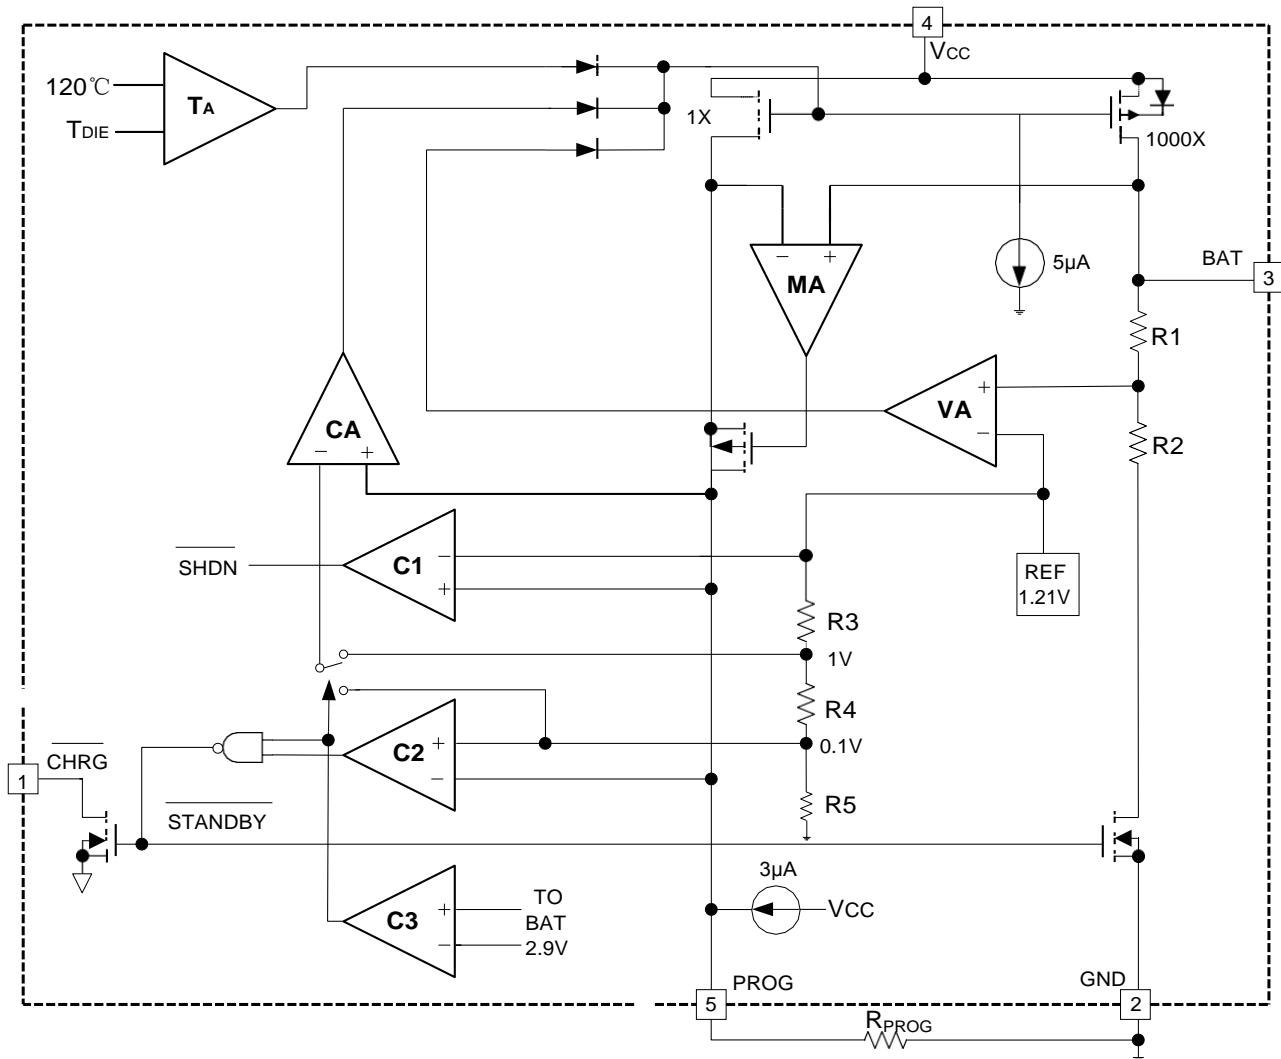 4
VCC
120℃
TA
TDIE
1X
1000X
− +
MA
5μA
BAT
3
R1
+
VA
−
CA
− +
R2
SHDN
−
C1
+
REF
1.21V
R3
1V
R4
0.1V
+
C2
−
R5
CHRG
1
STANDBY
3μA
VCC
+
C3
−
TO
BAT
2.9V
PROG
5
GND
2
RPROG